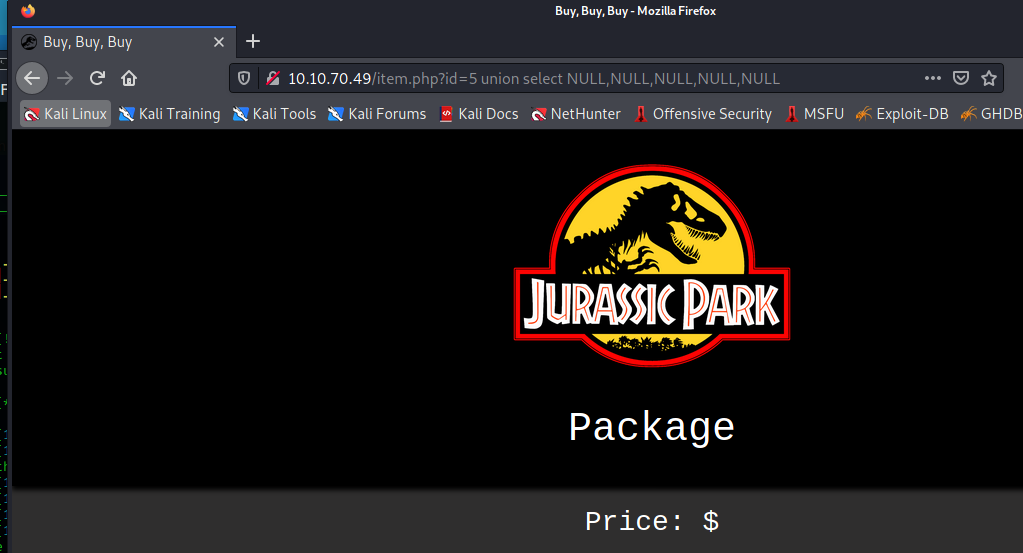 Buy, Buy, Buy - Mozilla Firefox
Buy, Buy, Buy
10.10.70.49/item.php?id=5 union select NULL,NULL,NULL,NULL,NULL
Kali Linux Kali Training Kali Tools Kali Forums Kali Docs NetHunter Offensive Security MSFU Exploit-DB GHDB
JURASSIC PARK
Package
Price: $